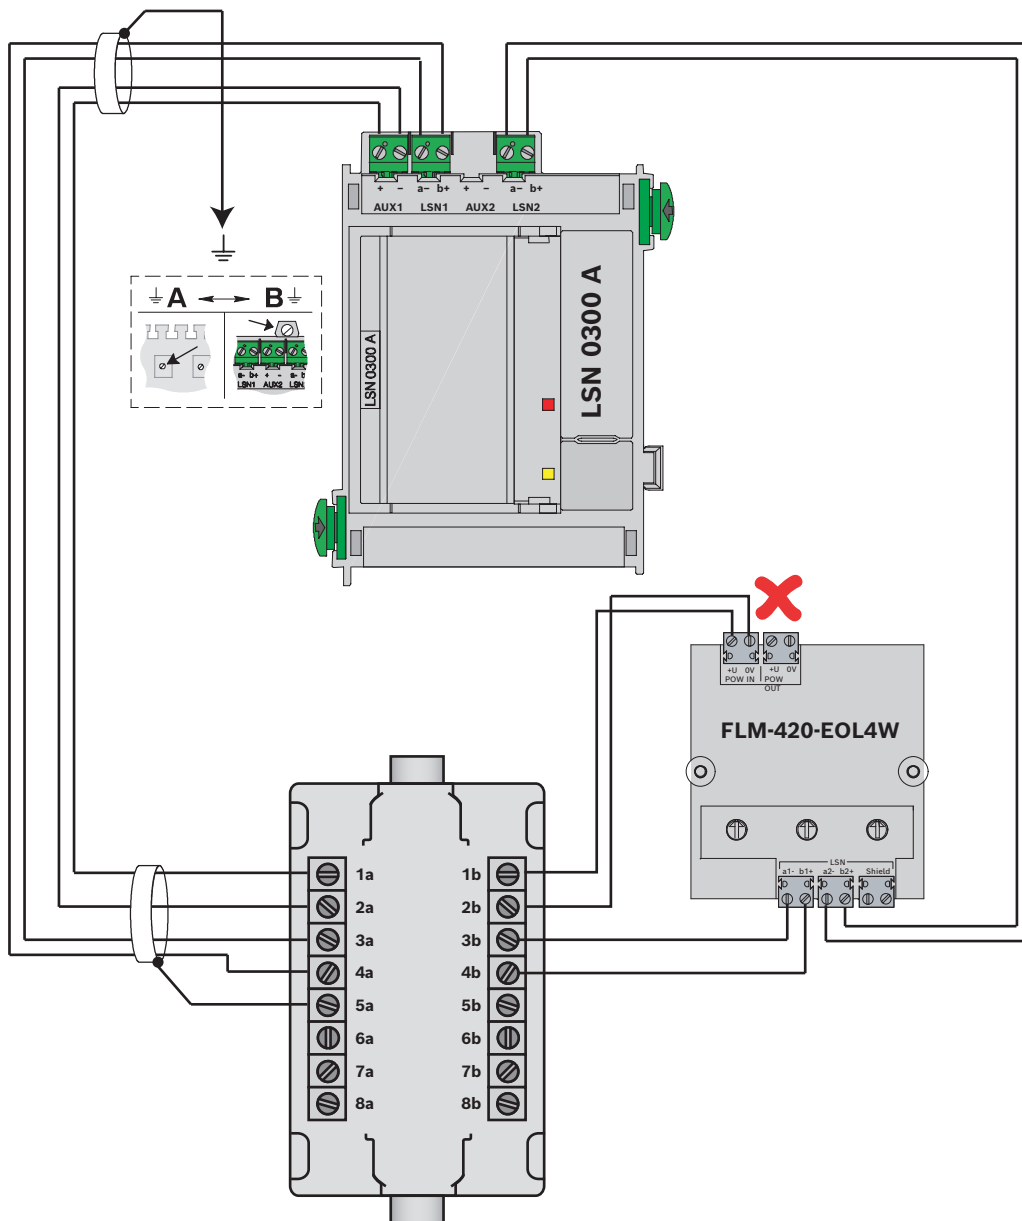 + − a− b+ + − a− b+
AUX1 LSN1 AUX2 LSN2
A B
a- b+ + - a- b
LSN1 AUX2 LSN
LSN 0300 A
LSN 0300 A
+U 0V +U 0V
POW IN POW
OUT
FLM-420-EOL4W
LSN
a1- b1+ a2- b2+ Shield
1a 1b
2a 2b
3a 3b
4a 4b
5a 5b
6a 6b
7a 7b
8a 8b